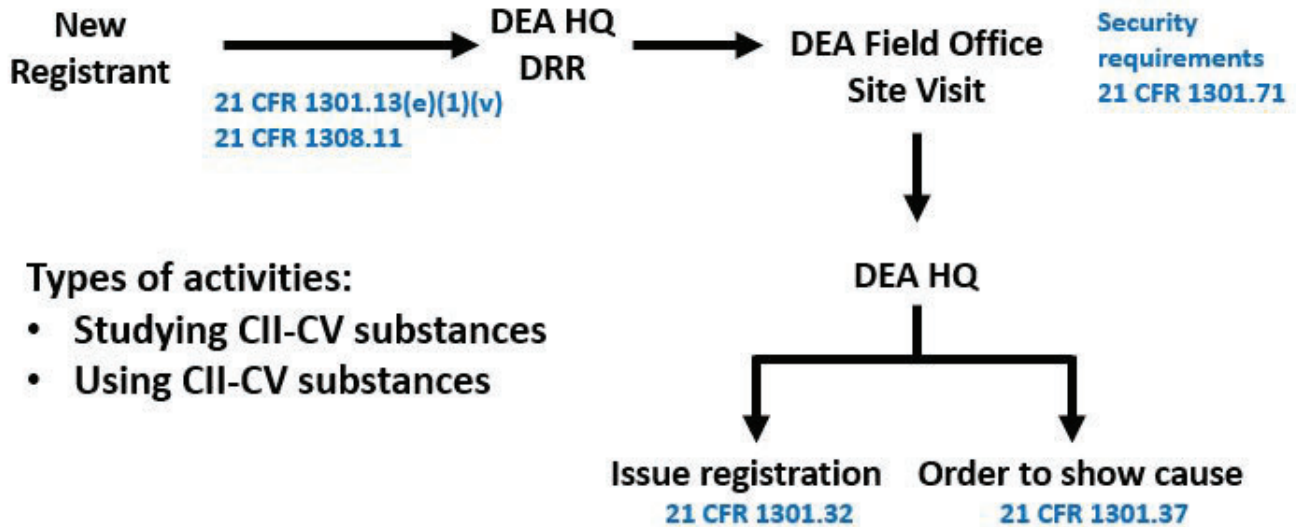 New
Registrant
21 CFR 1301.13(e)(1)(v)
21 CFR 1308.11
DEA HQ
DRR
DEA Field Office
Site Visit
Security
requirements
21 CFR 1301.71
DEA HQ
Types of activities:
• Studying CII-CV substances
• Using CII-CV substances
Issue registration
21 CFR 1301.32
Order to show cause
21 CFR 1301.37